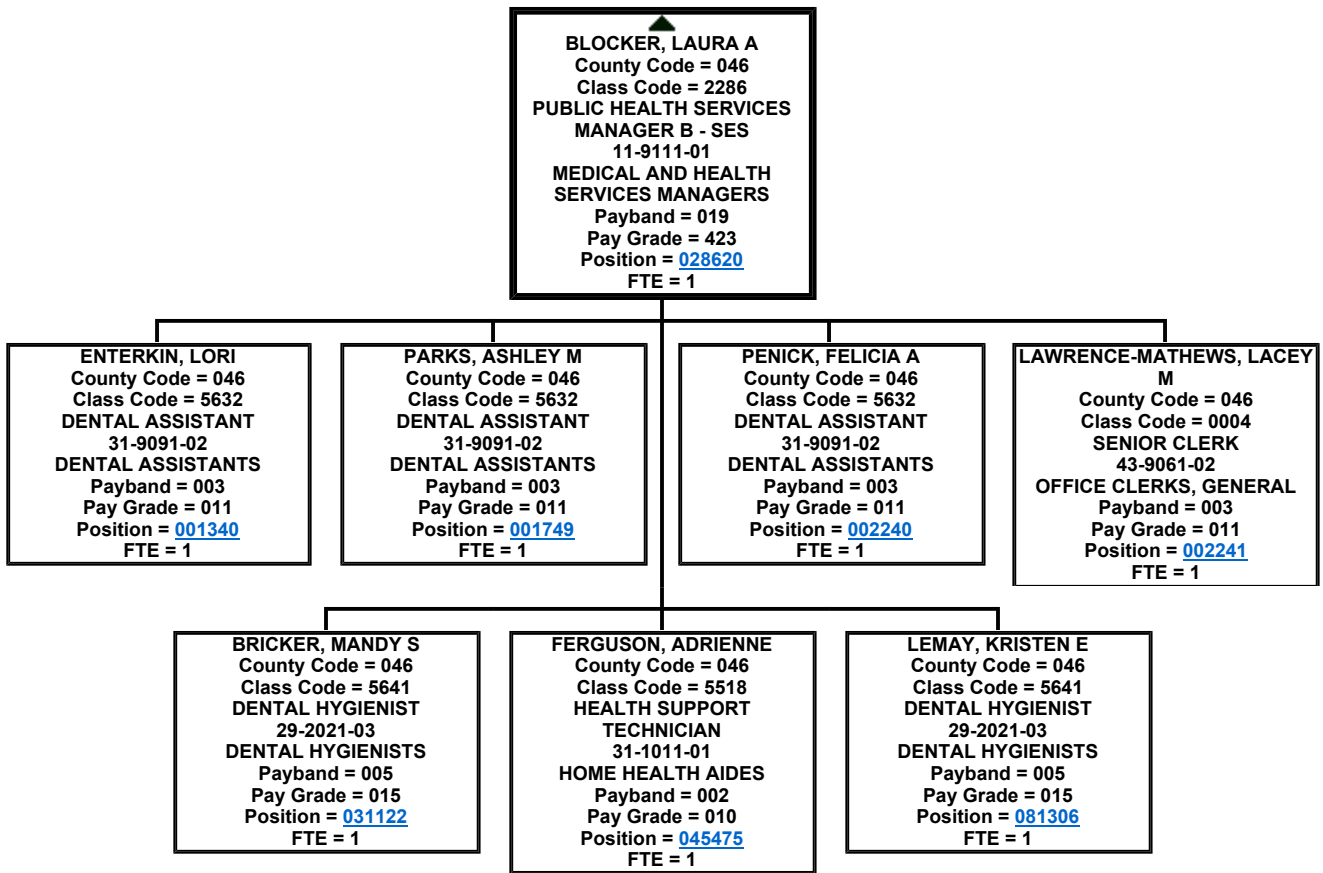 BLOCKER, LAURA A
County Code = 046
Class Code = 2286
PUBLIC HEALTH SERVICES
MANAGER B - SES
11-9111-01
MEDICAL AND HEALTH
SERVICES MANAGERS
Payband = 019
Pay Grade = 423
Position = 028620
FTE = 1
ENTERKIN, LORI
County Code = 046
Class Code = 5632
DENTAL ASSISTANT
31-9091-02
DENTAL ASSISTANTS
Payband = 003
Pay Grade = 011
Position = 001340
FTE = 1
PARKS, ASHLEY M
County Code = 046
Class Code = 5632
DENTAL ASSISTANT
31-9091-02
DENTAL ASSISTANTS
Payband = 003
Pay Grade = 011
Position = 001749
FTE = 1
PENICK, FELICIA A
County Code = 046
Class Code = 5632
DENTAL ASSISTANT
31-9091-02
DENTAL ASSISTANTS
Payband = 003
Pay Grade = 011
Position = 002240
FTE = 1
LAWRENCE-MATHEWS, LACEY
M
County Code = 046
Class Code = 0004
SENIOR CLERK
43-9061-02
OFFICE CLERKS, GENERAL
Payband = 003
Pay Grade = 011
Position = 002241
FTE = 1
BRICKER, MANDY S
County Code = 046
Class Code = 5641
DENTAL HYGIENIST
29-2021-03
DENTAL HYGIENISTS
Payband = 005
Pay Grade = 015
Position = 031122
FTE = 1
FERGUSON, ADRIENNE
County Code = 046
Class Code = 5518
HEALTH SUPPORT
TECHNICIAN
31-1011-01
HOME HEALTH AIDES
Payband = 002
Pay Grade = 010
Position = 045475
FTE = 1
LEMAY, KRISTEN E
County Code = 046
Class Code = 5641
DENTAL HYGIENIST
29-2021-03
DENTAL HYGIENISTS
Payband = 005
Pay Grade = 015
Position = 081306
FTE = 1